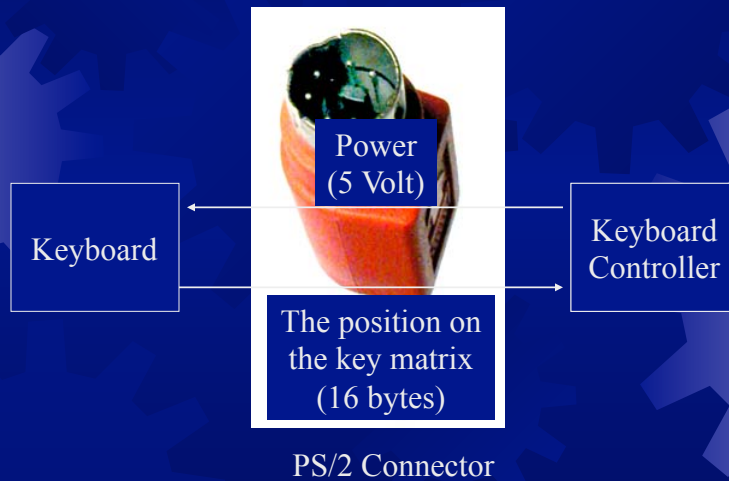 Power
(5 Volt)
Keyboard
Keyboard
Controller
The position on
the key matrix
(16 bytes)
PS/2 Connector